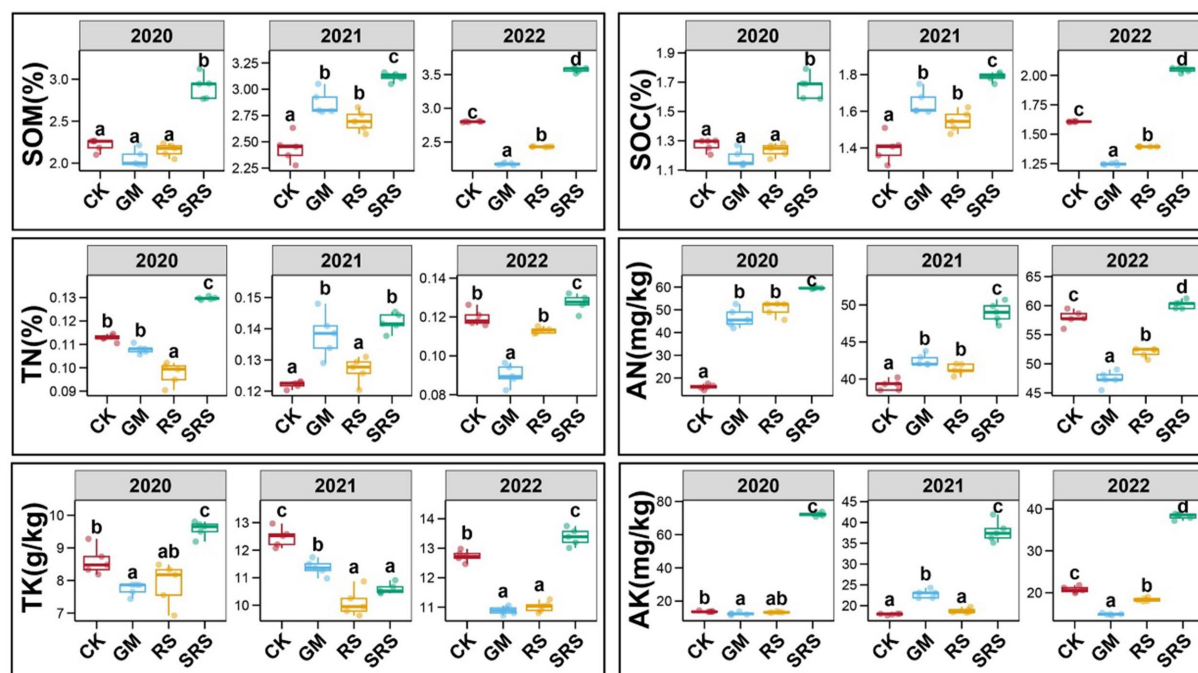 2020 2021 2022
SOM(%)
3.0
2.5
2.0
a a a b
CK GM RS SRS
3.25
3.00
2.75
2.50
2.25
a b b c
CK GM RS SRS
3.5
3.0
2.5
c a b d
CK GM RS SRS
2020 2021 2022
SOC(%)
1.9
1.7
1.5
1.3
1.1
a a a b
CK GM RS SRS
1.8
1.6
1.4
a b b c
CK GM RS SRS
2.00
1.75
1.50
1.25
c a b d
CK GM RS SRS
2020 2021 2022
TN(%)
0.13
0.12
0.11
0.10
0.09
b b a c
CK GM RS SRS
0.15
0.14
0.13
0.12
a b a b
CK GM RS SRS
0.14
0.12
0.10
0.08
b a b c
CK GM RS SRS
2020 2021 2022
AN(mg/kg)
60
50
40
30
20
a b b c
CK GM RS SRS
50
45
40
a b b c
CK GM RS SRS
65
60
55
50
45
c a b d
CK GM RS SRS
2020 2021 2022
TK(g/kg)
10
9
8
7
b a ab c
CK GM RS SRS
13
12
11
10
c b a a
CK GM RS SRS
14
13
12
11
b a a c
CK GM RS SRS
2020 2021 2022
AK(mg/kg)
80
60
40
20
b a ab c
CK GM RS SRS
45
40
35
30
25
20
a b a c
CK GM RS SRS
40
30
20
c a b d
CK GM RS SRS